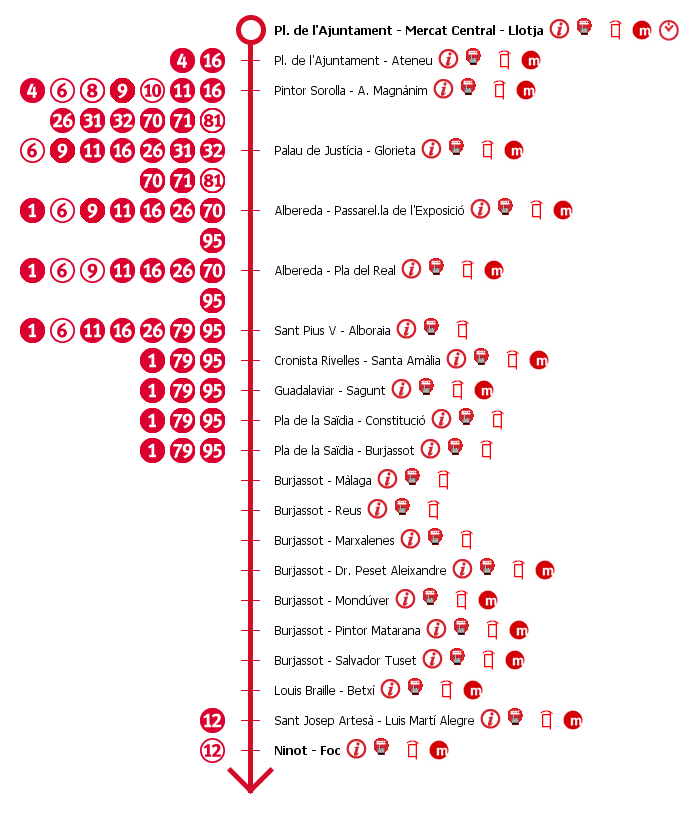 Pl. de l'Ajuntament - Mercat Central - Llotja i m
4 16 Pl. de l'Ajuntament - Ateneu i m
4 6 8 9 10 11 16 Pintor Sorolla - A. Magnànim i m
26 31 32 70 71 81
6 9 11 16 26 31 32 Palau de Justícia - Glorieta i m
70 71 81
1 6 9 11 16 26 70 Albereda - Passarel.la de l'Exposició i m
95
1 6 9 11 16 26 70 Albereda - Pla del Real i m
95
1 6 11 16 26 79 95 Sant Pius V - Alboraia i
1 79 95 Cronista Rivelles - Santa Amàlia i m
1 79 95 Guadalaviar - Sagunt i m
1 79 95 Pla de la Saïdia - Constitució i
1 79 95 Pla de la Saïdia - Burjassot i
Burjassot - Màlaga i
Burjassot - Reus i
Burjassot - Marxalenes i
Burjassot - Dr. Peset Aleixandre i m
Burjassot - Mondúver i m
Burjassot - Pintor Matarana i m
Burjassot - Salvador Tuset i m
Louis Braille - Betxí i m
12 Sant Josep Artesà - Luis Martí Alegre i m
12 Ninot - Foc i m